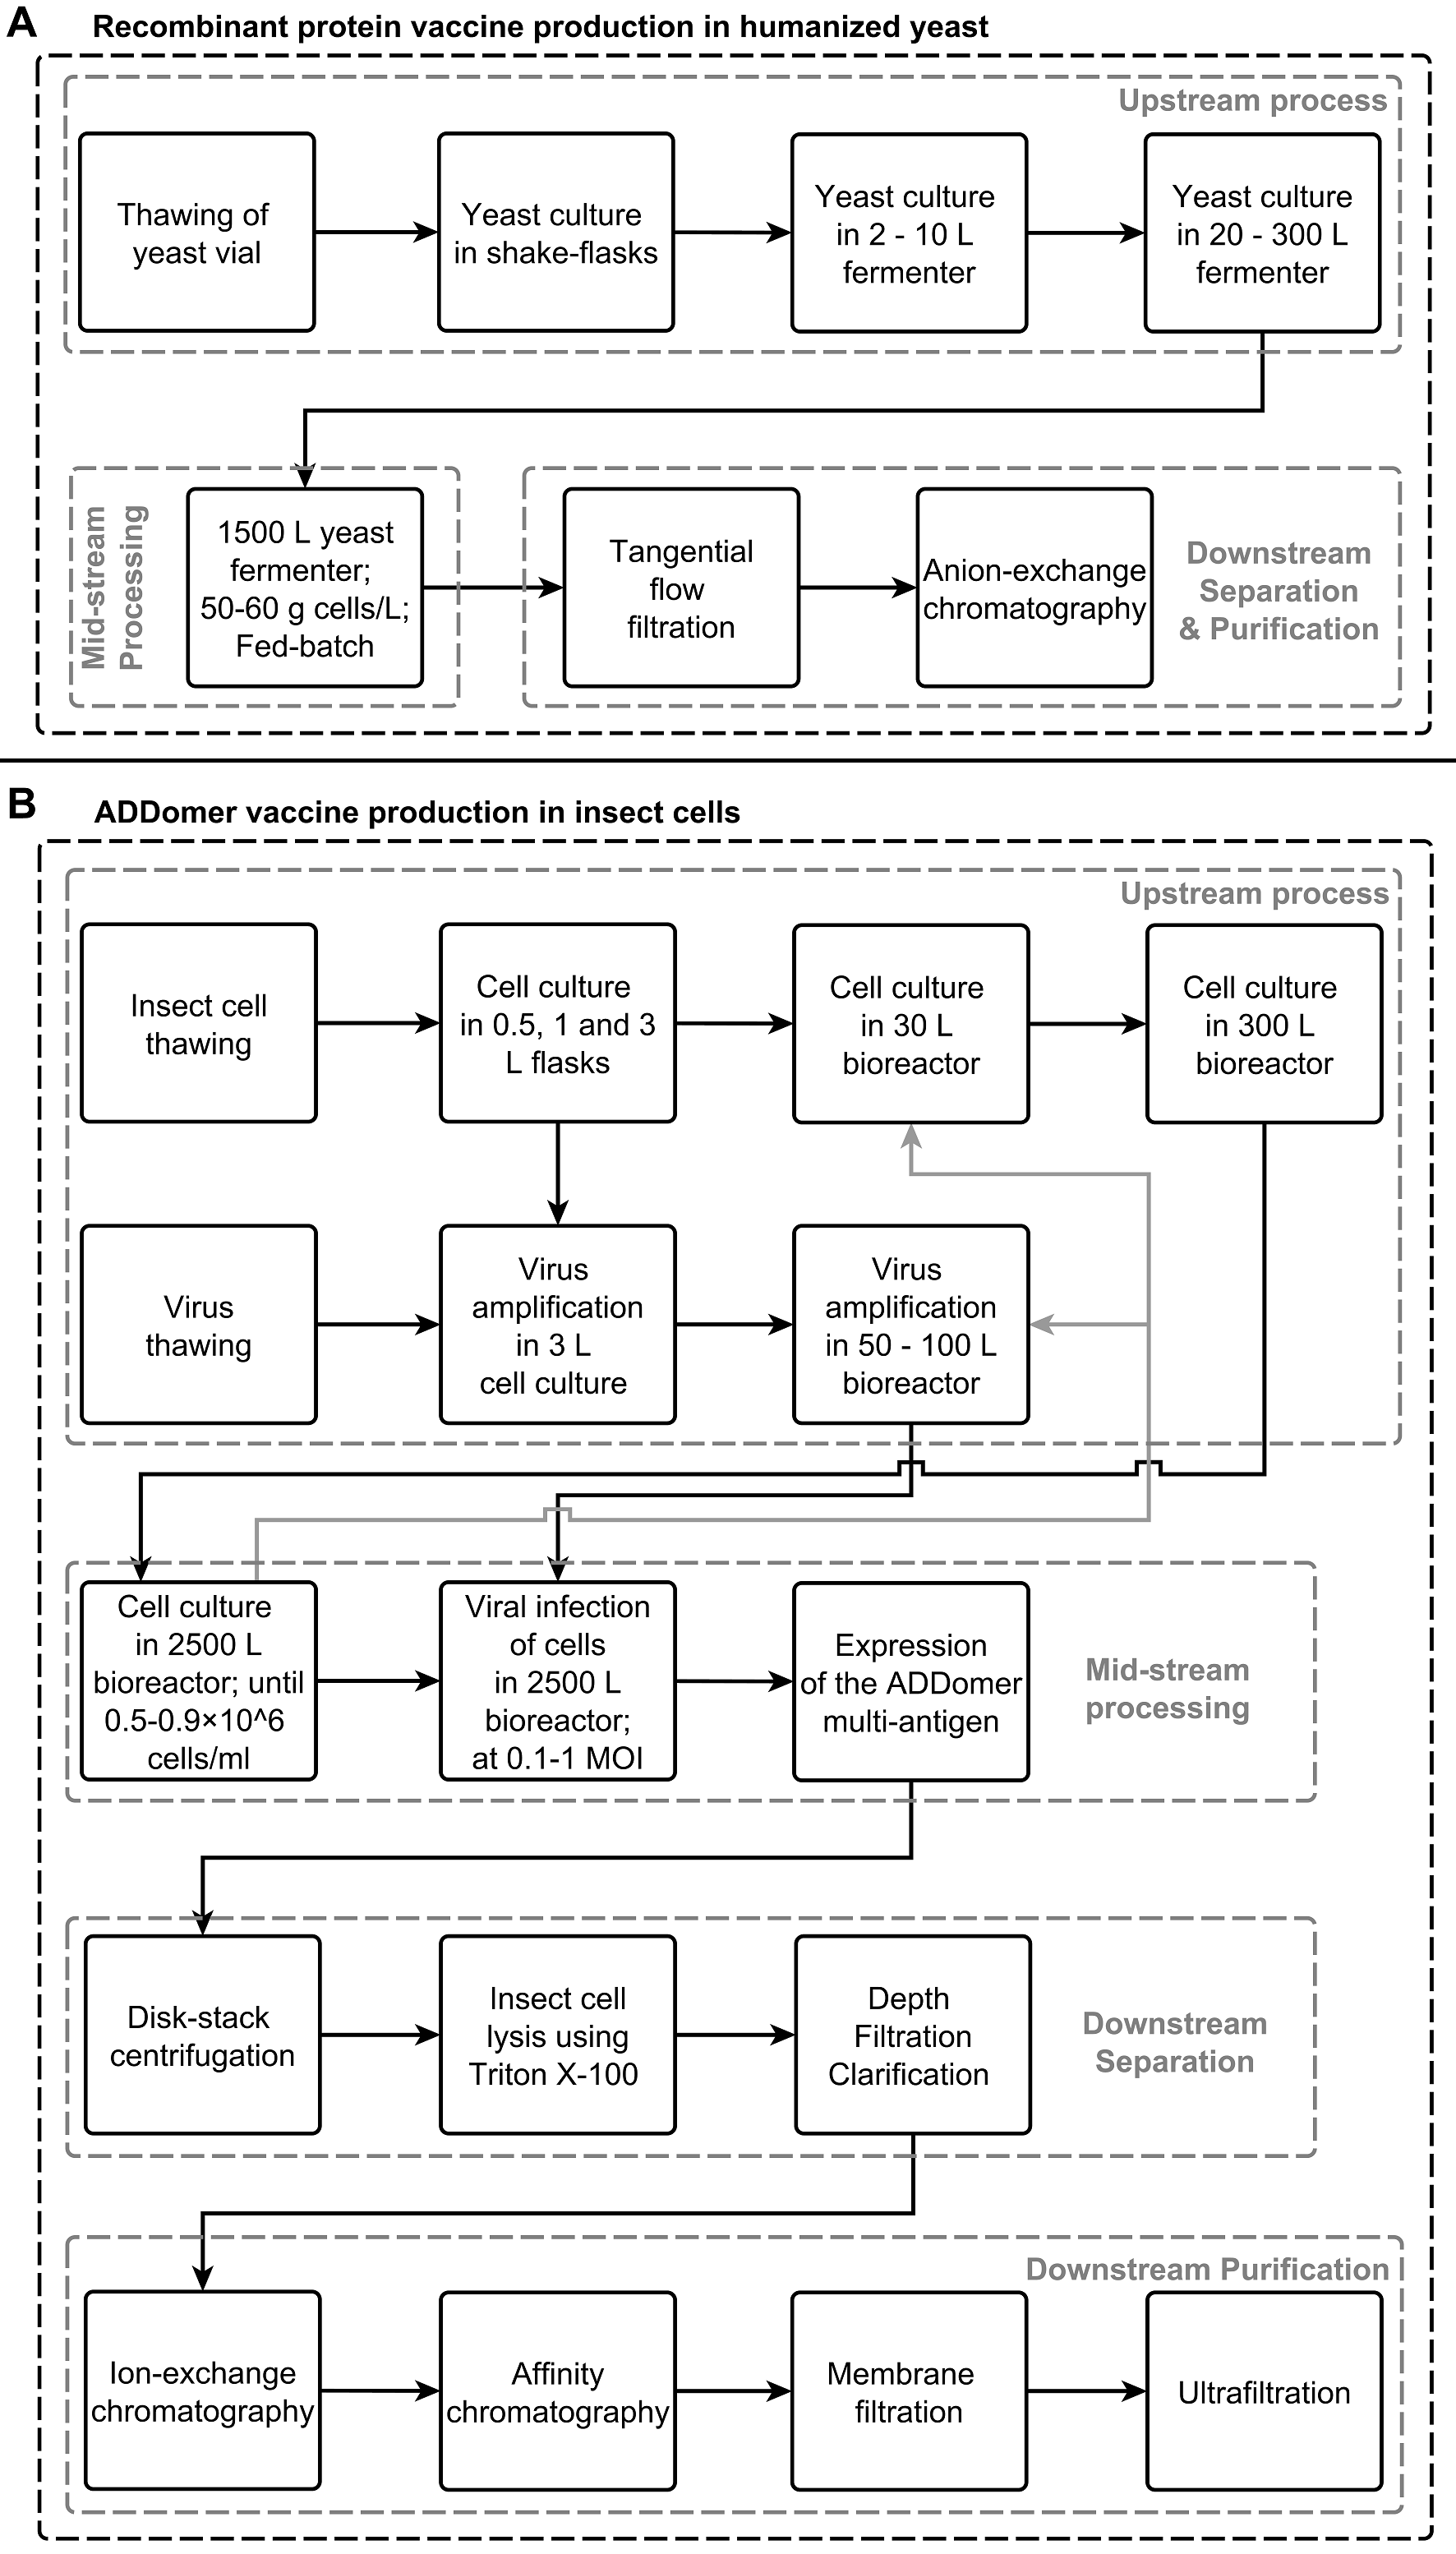 A
Recombinant protein vaccine production in humanized yeast
Upstream process
Thawing of
yeast vial
Yeast culture
in shake-flasks
Yeast culture
in 2 - 10 L
fermenter
Yeast culture
in 20 - 300 L
fermenter
Mid-stream
Processing
1500 L yeast
fermenter;
50-60 g cells/L;
Fed-batch
Tangential
flow
filtration
Anion-exchange
chromatography
Downstream
Separation
& Purification
B
ADDomer vaccine production in insect cells
Upstream process
Insect cell
thawing
Cell culture
in 0.5, 1 and 3
L flasks
Cell culture
in 30 L
bioreactor
Cell culture
in 300 L
bioreactor
Virus
thawing
Virus
amplification
in 3 L
cell culture
Virus
amplification
in 50 - 100 L
bioreactor
Cell culture
in 2500 L
bioreactor; until
0.5-0.9×10^6
cells/ml
Viral infection
of cells
in 2500 L
bioreactor;
at 0.1-1 MOI
Expression
of the ADDomer
multi-antigen
Mid-stream
processing
Disk-stack
centrifugation
Insect cell
lysis using
Triton X-100
Depth
Filtration
Clarification
Downstream
Separation
Downstream Purification
Ion-exchange
chromatography
Affinity
chromatography
Membrane
filtration
Ultrafiltration